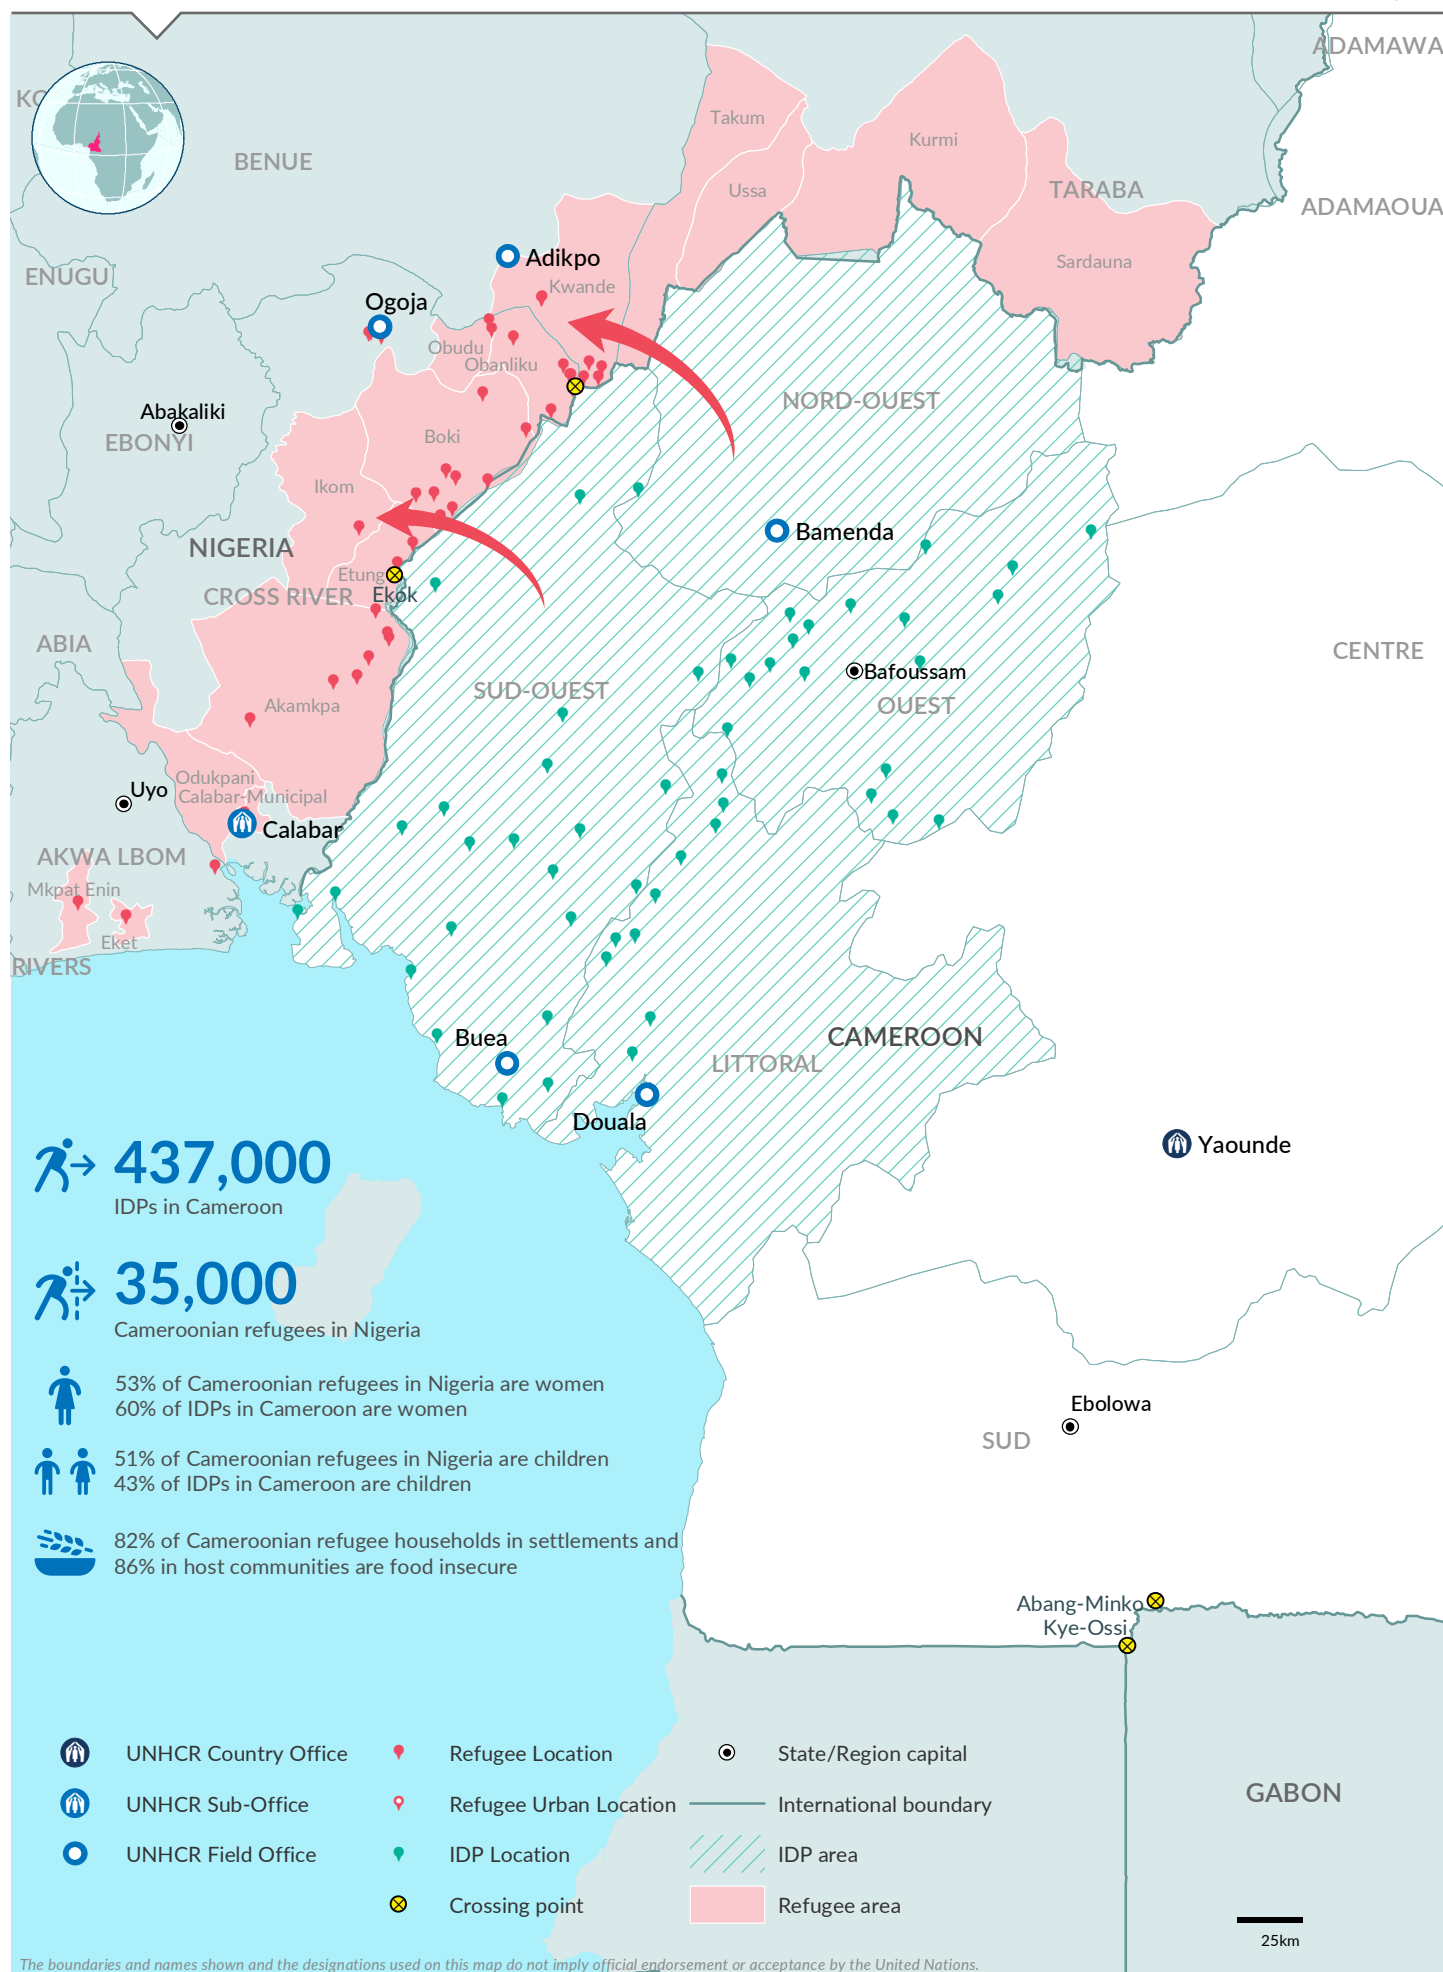 ADAMAWA
KO
Takum
Kurmi
BENUE
Ussa
TARABA
ADAMAOUA
Adikpo
Sardauna
ENUGU
Kwande
Ogoja
Obudu
Obanliku
NORD-OUEST
Abakaliki
EBONYI
Boki
Ikom
Bamenda
NIGERIA
Etung
CROSS RIVER
Ekok
ABIA
CENTRE
Bafoussam
SUD-OUEST
Akamkpa
OUEST
Odukpani
Uyo
Calabar-Municipal
Calabar
AKWA LBOM
Mkpat Enin
Eket
RIVERS
Buea
CAMEROON
LITTORAL
Douala
Yaounde
437,000
IDPs in Cameroon
35,000
Cameroonian refugees in Nigeria
53% of Cameroonian refugees in Nigeria are women
60% of IDPs in Cameroon are women
Ebolowa
SUD
51% of Cameroonian refugees in Nigeria are children
43% of IDPs in Cameroon are children
82% of Cameroonian refugee households in settlements and
86% in host communities are food insecure
Abang-Minko
Kye-Ossi
UNHCR Country Office
Refugee Location
State/Region capital
GABON
UNHCR Sub-Office
Refugee Urban Location
International boundary
UNHCR Field Office
IDP Location
IDP area
Crossing point
Refugee area
25km
The boundaries and names shown and the designations used on this map do not imply official endorsement or acceptance by the United Nations.